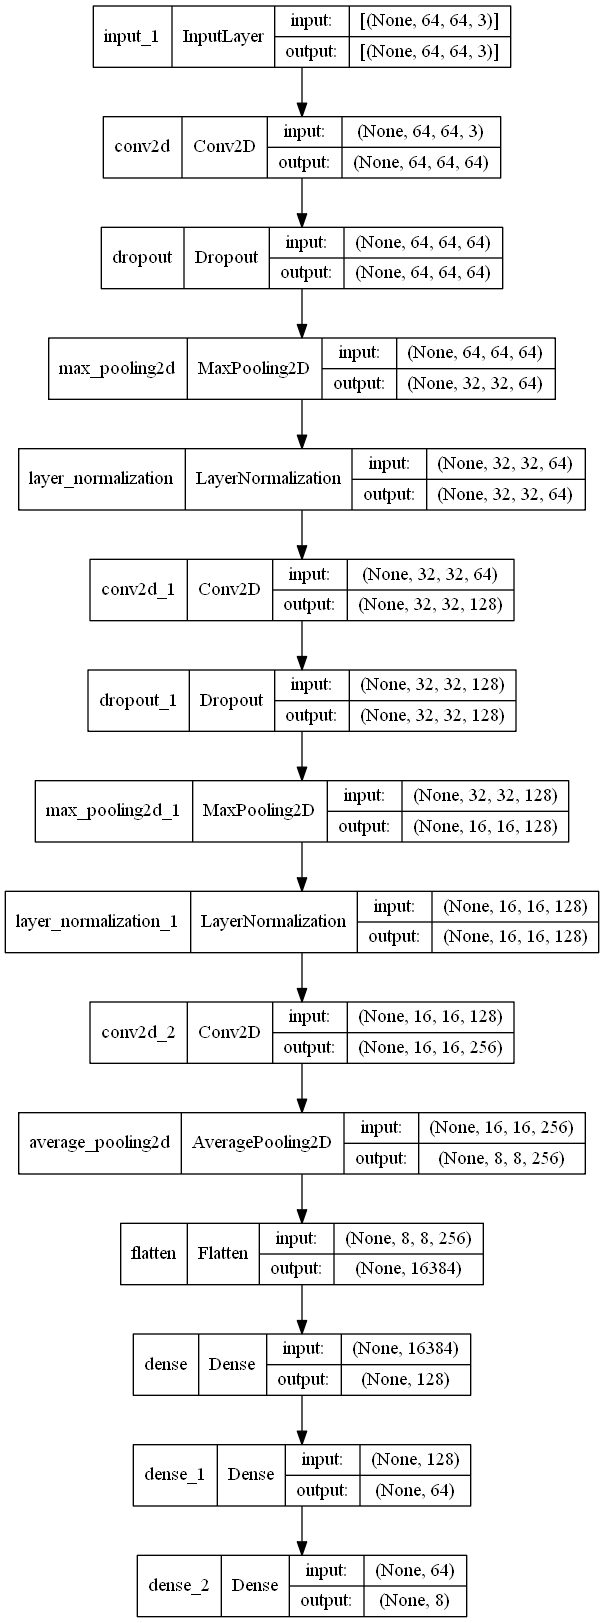 input_1 InputLayer input: [(None, 64, 64, 3)]
output: [(None, 64, 64, 3)]
conv2d Conv2D input: (None, 64, 64, 3)
output: (None, 64, 64, 64)
dropout Dropout input: (None, 64, 64, 64)
output: (None, 64, 64, 64)
max_pooling2d MaxPooling2D input: (None, 64, 64, 64)
output: (None, 32, 32, 64)
layer_normalization LayerNormalization input: (None, 32, 32, 64)
output: (None, 32, 32, 64)
conv2d_1 Conv2D input: (None, 32, 32, 64)
output: (None, 32, 32, 128)
dropout_1 Dropout input: (None, 32, 32, 128)
output: (None, 32, 32, 128)
max_pooling2d_1 MaxPooling2D input: (None, 32, 32, 128)
output: (None, 16, 16, 128)
layer_normalization_1 LayerNormalization input: (None, 16, 16, 128)
output: (None, 16, 16, 128)
conv2d_2 Conv2D input: (None, 16, 16, 128)
output: (None, 16, 16, 256)
average_pooling2d AveragePooling2D input: (None, 16, 16, 256)
output: (None, 8, 8, 256)
flatten Flatten input: (None, 8, 8, 256)
output: (None, 16384)
dense Dense input: (None, 16384)
output: (None, 128)
dense_1 Dense input: (None, 128)
output: (None, 64)
dense_2 Dense input: (None, 64)
output: (None, 8)